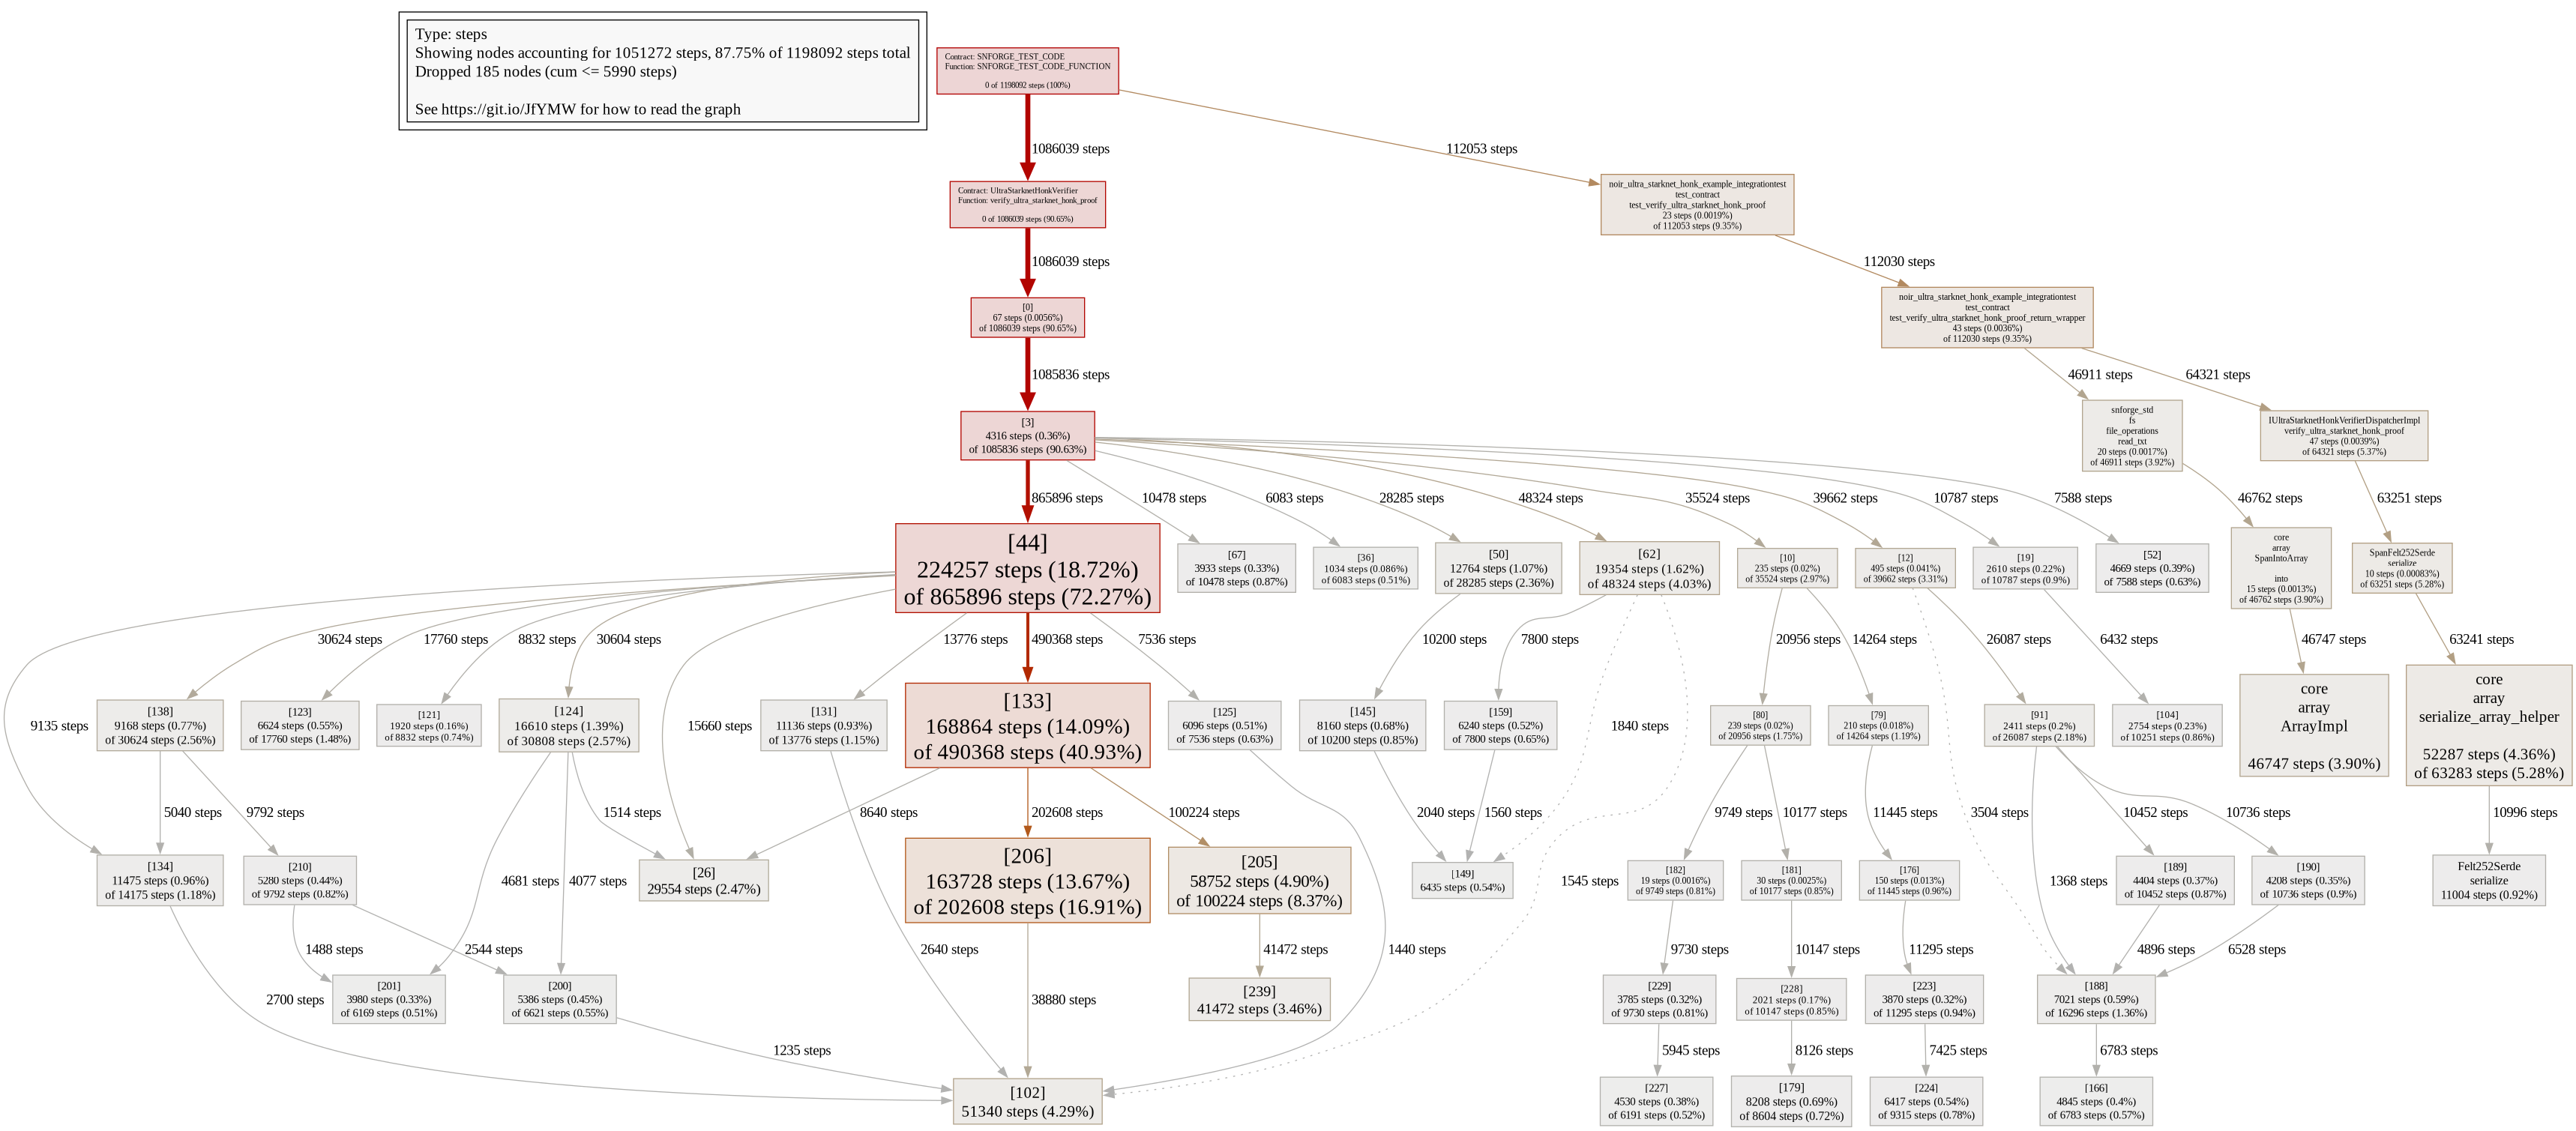 Type: steps
Showing nodes accounting for 1051272 steps, 87.75% of 1198092 steps total
Dropped 185 nodes (cum <= 5990 steps)
See https://git.io/JfYMW for how to read the graph
Contract: SNFORGE_TEST_CODE
Function: SNFORGE_TEST_CODE_FUNCTION
0 of 1198092 steps (100%)
1086039 steps
112053 steps
Contract: UltraStarknetHonkVerifier
Function: verify_ultra_starknet_honk_proof
0 of 1086039 steps (90.65%)
noir_ultra_starknet_honk_example_integrationtest
test_contract
test_verify_ultra_starknet_honk_proof
23 steps (0.0019%)
of 112053 steps (9.35%)
1086039 steps
112030 steps
[0]
67 steps (0.0056%)
of 1086039 steps (90.65%)
noir_ultra_starknet_honk_example_integrationtest
test_contract
test_verify_ultra_starknet_honk_proof_return_wrapper
43 steps (0.0036%)
of 112030 steps (9.35%)
1085836 steps
46911 steps
64321 steps
[3]
4316 steps (0.36%)
of 1085836 steps (90.63%)
snforge_std
fs
file_operations
read_txt
20 steps (0.0017%)
of 46911 steps (3.92%)
IUltraStarknetHonkVerifierDispatcherImpl
verify_ultra_starknet_honk_proof
47 steps (0.0039%)
of 64321 steps (5.37%)
865896 steps
10478 steps
6083 steps
28285 steps
48324 steps
35524 steps
39662 steps
10787 steps
7588 steps
46762 steps
63251 steps
[44]
224257 steps (18.72%)
of 865896 steps (72.27%)
[67]
3933 steps (0.33%)
of 10478 steps (0.87%)
[36]
1034 steps (0.086%)
of 6083 steps (0.51%)
[50]
12764 steps (1.07%)
of 28285 steps (2.36%)
[62]
19354 steps (1.62%)
of 48324 steps (4.03%)
[10]
235 steps (0.02%)
of 35524 steps (2.97%)
[12]
495 steps (0.041%)
of 39662 steps (3.31%)
[19]
2610 steps (0.22%)
of 10787 steps (0.9%)
[52]
4669 steps (0.39%)
of 7588 steps (0.63%)
core
array
SpanIntoArray
into
15 steps (0.0013%)
of 46762 steps (3.90%)
SpanFelt252Serde
serialize
10 steps (0.00083%)
of 63251 steps (5.28%)
30624 steps
17760 steps
8832 steps
30604 steps
13776 steps
490368 steps
7536 steps
10200 steps
7800 steps
20956 steps
14264 steps
26087 steps
6432 steps
46747 steps
63241 steps
9135 steps
[138]
9168 steps (0.77%)
of 30624 steps (2.56%)
[123]
6624 steps (0.55%)
of 17760 steps (1.48%)
[121]
1920 steps (0.16%)
of 8832 steps (0.74%)
[124]
16610 steps (1.39%)
of 30808 steps (2.57%)
15660 steps
[131]
11136 steps (0.93%)
of 13776 steps (1.15%)
[133]
168864 steps (14.09%)
of 490368 steps (40.93%)
[125]
6096 steps (0.51%)
of 7536 steps (0.63%)
[145]
8160 steps (0.68%)
of 10200 steps (0.85%)
[159]
6240 steps (0.52%)
of 7800 steps (0.65%)
1840 steps
[80]
239 steps (0.02%)
of 20956 steps (1.75%)
[79]
210 steps (0.018%)
of 14264 steps (1.19%)
[91]
2411 steps (0.2%)
of 26087 steps (2.18%)
[104]
2754 steps (0.23%)
of 10251 steps (0.86%)
core
array
ArrayImpl
46747 steps (3.90%)
core
array
serialize_array_helper
52287 steps (4.36%)
of 63283 steps (5.28%)
5040 steps
9792 steps
1514 steps
8640 steps
202608 steps
100224 steps
2040 steps
1560 steps
9749 steps
10177 steps
11445 steps
3504 steps
10452 steps
10736 steps
10996 steps
[134]
11475 steps (0.96%)
of 14175 steps (1.18%)
[210]
5280 steps (0.44%)
of 9792 steps (0.82%)
4681 steps
4077 steps
[26]
29554 steps (2.47%)
[206]
163728 steps (13.67%)
of 202608 steps (16.91%)
[205]
58752 steps (4.90%)
of 100224 steps (8.37%)
[149]
6435 steps (0.54%)
1545 steps
[182]
19 steps (0.0016%)
of 9749 steps (0.81%)
[181]
30 steps (0.0025%)
of 10177 steps (0.85%)
[176]
150 steps (0.013%)
of 11445 steps (0.96%)
1368 steps
[189]
4404 steps (0.37%)
of 10452 steps (0.87%)
[190]
4208 steps (0.35%)
of 10736 steps (0.9%)
Felt252Serde
serialize
11004 steps (0.92%)
1488 steps
2544 steps
2640 steps
41472 steps
1440 steps
9730 steps
10147 steps
11295 steps
4896 steps
6528 steps
2700 steps
[201]
3980 steps (0.33%)
of 6169 steps (0.51%)
[200]
5386 steps (0.45%)
of 6621 steps (0.55%)
38880 steps
[239]
41472 steps (3.46%)
[229]
3785 steps (0.32%)
of 9730 steps (0.81%)
[228]
2021 steps (0.17%)
of 10147 steps (0.85%)
[223]
3870 steps (0.32%)
of 11295 steps (0.94%)
[188]
7021 steps (0.59%)
of 16296 steps (1.36%)
1235 steps
5945 steps
8126 steps
7425 steps
6783 steps
[102]
51340 steps (4.29%)
[227]
4530 steps (0.38%)
of 6191 steps (0.52%)
[179]
8208 steps (0.69%)
of 8604 steps (0.72%)
[224]
6417 steps (0.54%)
of 9315 steps (0.78%)
[166]
4845 steps (0.4%)
of 6783 steps (0.57%)